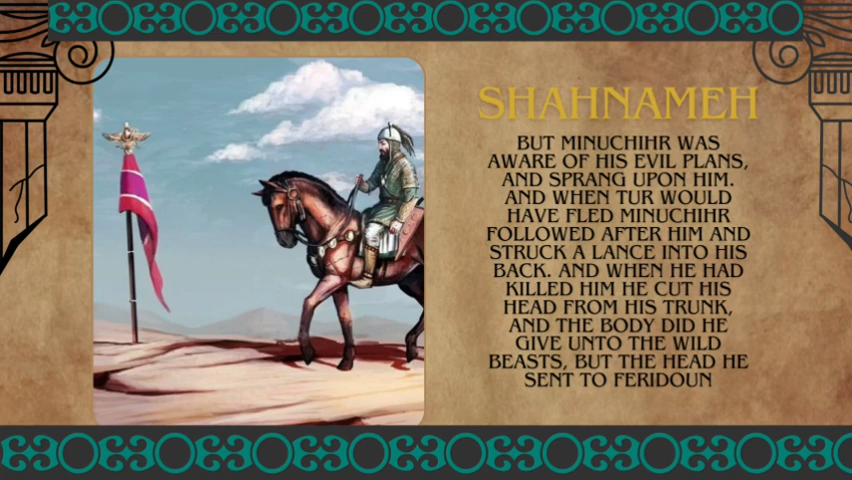 SHAHNAMEH
BUT MINUCHIHR WAS
AWARE OF HIS EVIL PLANS,
AND SPRANG UPON HIM.
AND WHEN TUR WOULD
HAVE FLED MINUCHIHR
FOLLOWED AFTER HIM AND
STRUCK A LANCE INTO HIS
BACK. AND WHEN HE HAD
KILLED HIM HE CUT HIS
HEAD FROM HIS TRUNK,
AND THE BODY DID HE
GIVE UNTO THE WILD
BEASTS, BUT THE HEAD HE
SENT TO FERIDOUN